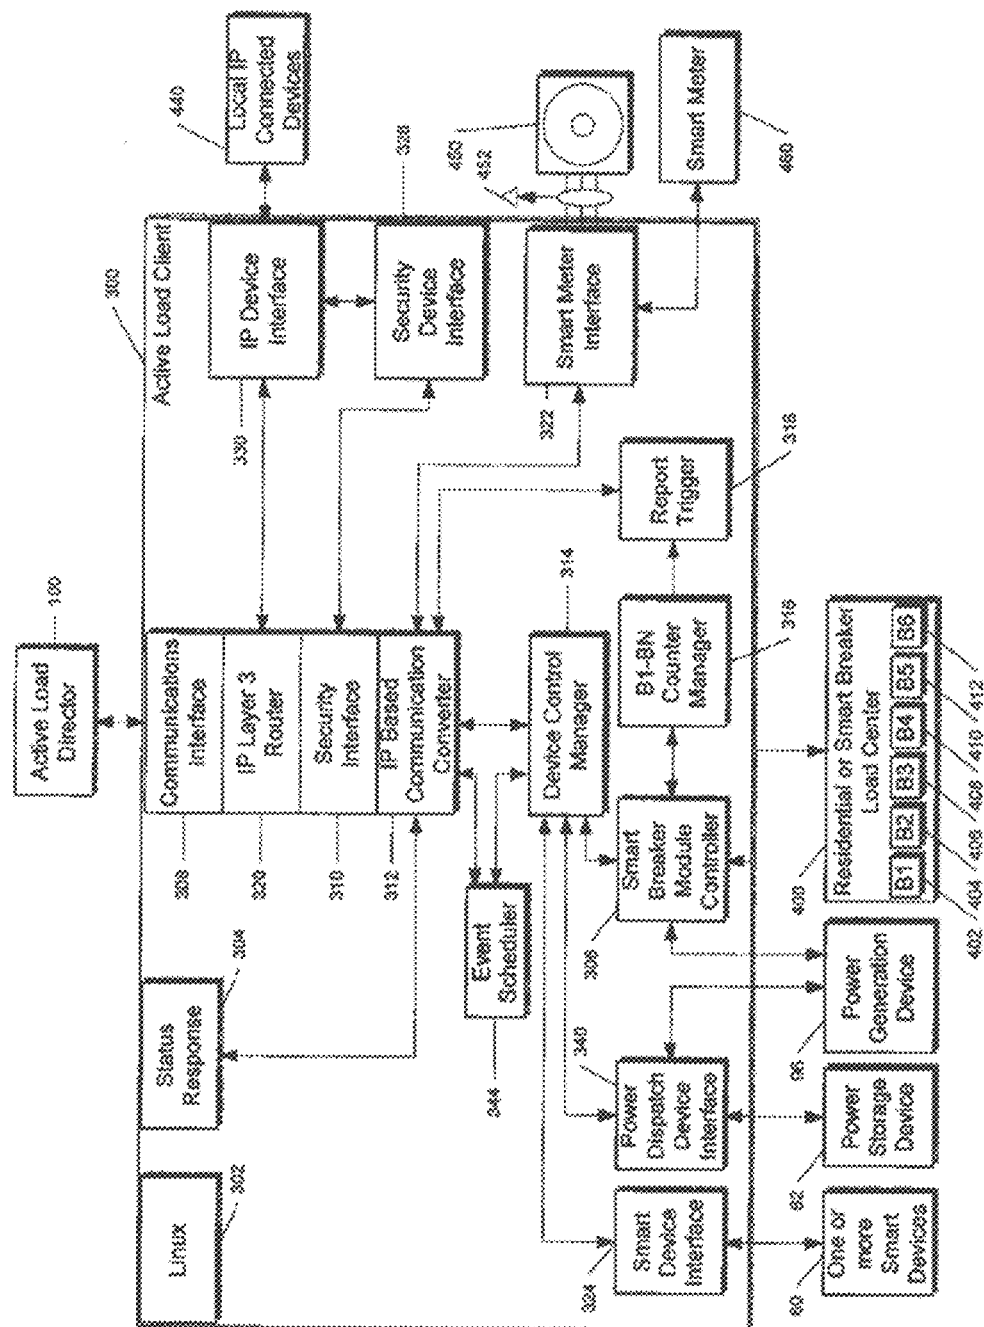 Active Load
Director
100
Active Load Client
300
Linux
302
Status
Response
304
Communications
Interface
308
IP Layer 3
Router
320
Security
Interface
310
IP Based
Communication
Converter
312
IP Device
Interface
330
Local IP
Connected
Devices
440
Security
Device
Interface
328
Smart Meter
Interface
322
450
452
Smart Meter
460
Event
Scheduler
344
Device Control
Manager
314
Report
Trigger
318
B1-BN
Counter
Manager
316
Smart
Breaker
Module
Controller
306
Power
Dispatch
Device
Interface
340
Smart
Device
Interface
324
One or
more
Smart
Devices
60
Power
Storage
Device
62
Power
Generation
Device
96
Residential or Smart Breaker
Load Center
400
B1 B2 B3 B4 B5 B6
402
404
406
408
410
412